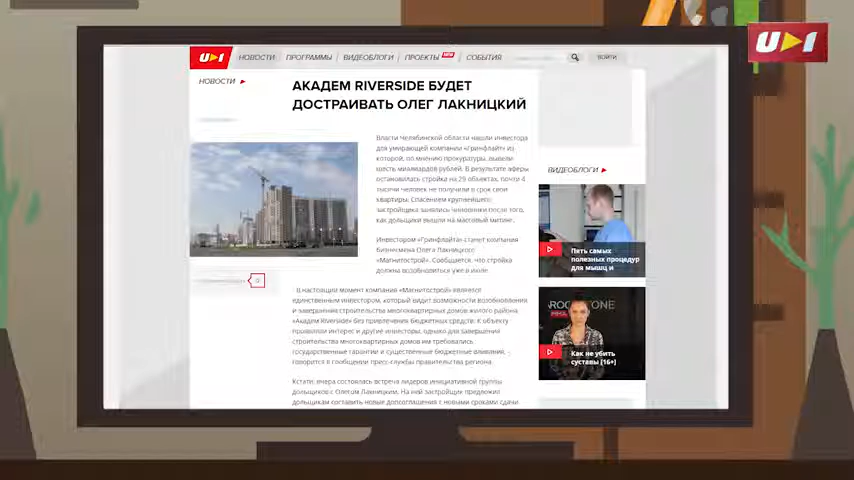 U▶1
U▶1
НОВОСТИ
ПРОГРАММЫ
ВИДЕОБЛОГИ
ПРОЕКТЫ
СОБЫТИЯ
ВОЙТИ
НОВОСТИ
АКАДЕМ RIVERSIDE БУДЕТ
ДОСТРАИВАТЬ ОЛЕГ ЛАКНИЦКИЙ
Власти Челябинской области нашли инвестора
для умирающей компании «Гринфлайт» из
которой, по мнению прокуратуры, вывели
шесть миллиардов рублей. В результате аферы
остановилась стройка на 29 объектах, почти 4
тысячи человек не получили в срок свои
квартиры. Спасением крупнейшего
застройщика занялись чиновники после того,
как дольщики вышли на массовый митинг.
Инвестором «Гринфлайта» станет компания
бизнесмена Олега Лакницкого
«Магнитострой». Сообщается, что стройка
должна возобновиться уже в июле.
- В настоящий момент компания «Магнитострой» является
единственным инвестором, который видит возможности возобновления
и завершения строительства многоквартирных домов жилого района
«Академ Riverside» без привлечения бюджетных средств. К объекту
проявляли интерес и другие инвесторы, однако для завершения
строительства многоквартирных домов им требовались
государственные гарантии и существенные бюджетные вливания, -
говорится в сообщении пресс-службы правительства региона.
Кстати, вчера состоялась встреча лидеров инициативной группы
дольщиков с Олегом Лакницким. На ней застройщик предложил
дольщикам составить новые допсоглашения с новыми сроками сдачи
0
ВИДЕОБЛОГИ
Пять самых
полезных процедур
для мышц и
Как не убить
суставы (16+)